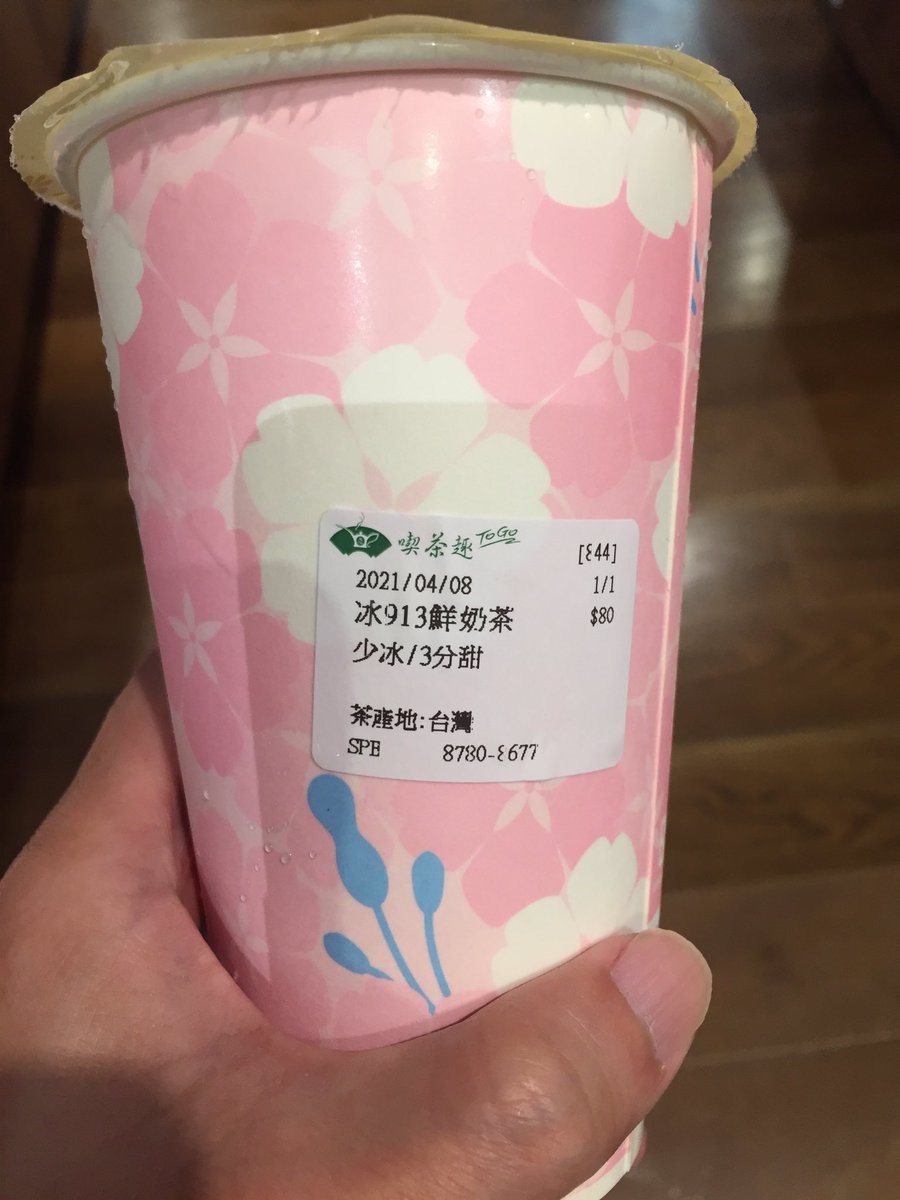 喫茶趣 ToGo
[844]
2021/04/08 1/1
冰913鮮奶茶 $80
少冰/3分甜
茶產地:台灣
SPB 8780-8677